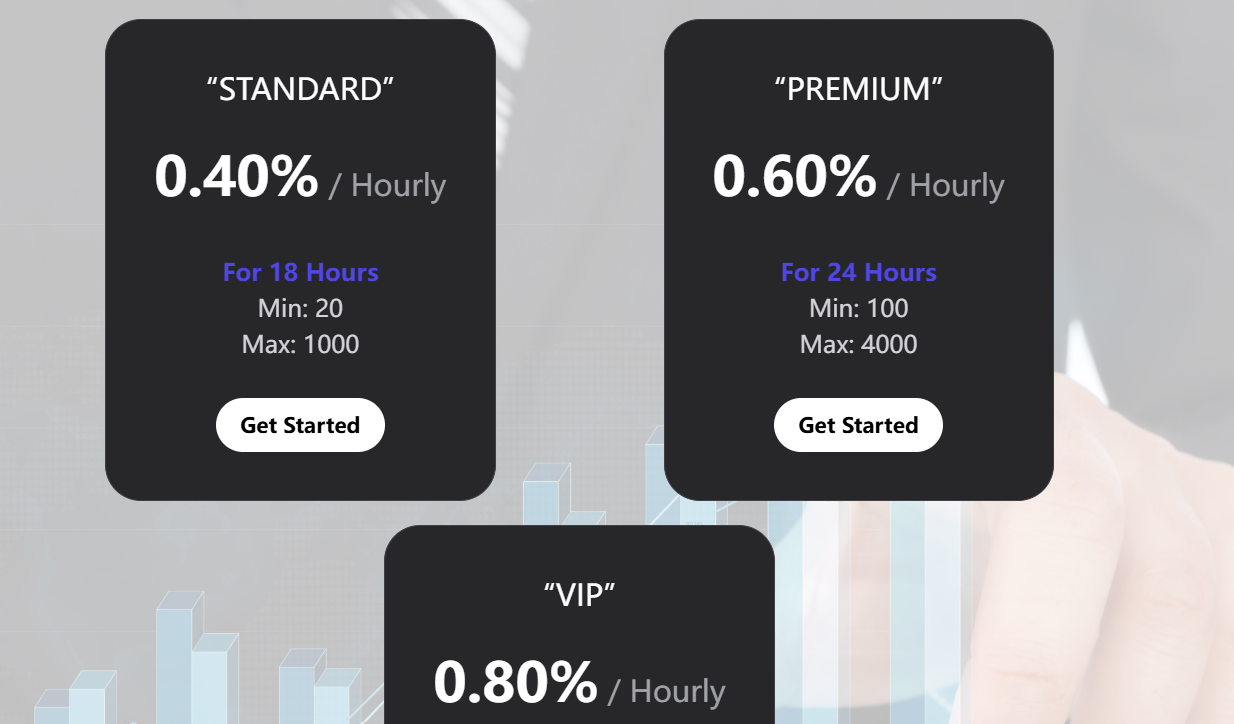 “STANDARD”
0.40% / Hourly
For 18 Hours
Min: 20
Max: 1000
Get Started
“PREMIUM”
0.60% / Hourly
For 24 Hours
Min: 100
Max: 4000
Get Started
“VIP”
0.80% / Hourly